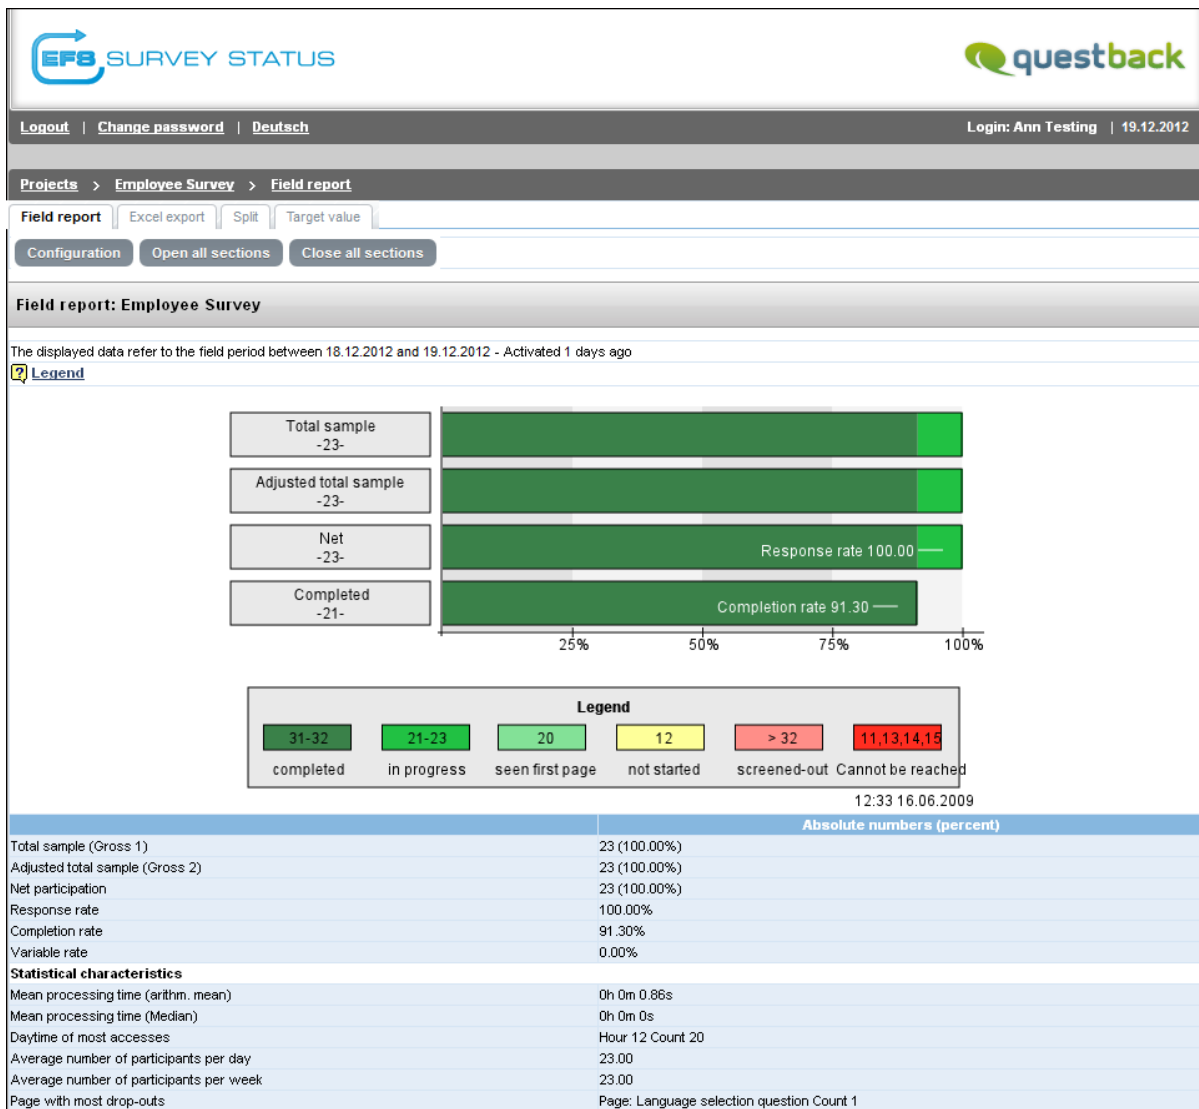 EFS SURVEY STATUS
questback
Logout | Change password | Deutsch
Login: Ann Testing | 19.12.2012
Projects > Employee Survey > Field report
Field report Excel export Split Target value
Configuration Open all sections Close all sections
Field report: Employee Survey
The displayed data refer to the field period between 18.12.2012 and 19.12.2012 - Activated 1 days ago
? Legend
Total sample
-23-
Adjusted total sample
-23-
Net
-23-
Response rate 100.00
Completed
-21-
Completion rate 91.30
25% 50% 75% 100%
Legend
31-32 21-23 20 12 > 32 11,13,14,15
completed in progress seen first page not started screened-out Cannot be reached
12:33 16.06.2009
Absolute numbers (percent)
Total sample (Gross 1) 23 (100.00%)
Adjusted total sample (Gross 2) 23 (100.00%)
Net participation 23 (100.00%)
Response rate 100.00%
Completion rate 91.30%
Variable rate 0.00%
Statistical characteristics
Mean processing time (arithm. mean) 0h 0m 0.86s
Mean processing time (Median) 0h 0m 0s
Daytime of most accesses Hour 12 Count 20
Average number of participants per day 23.00
Average number of participants per week 23.00
Page with most drop-outs Page: Language selection question Count 1